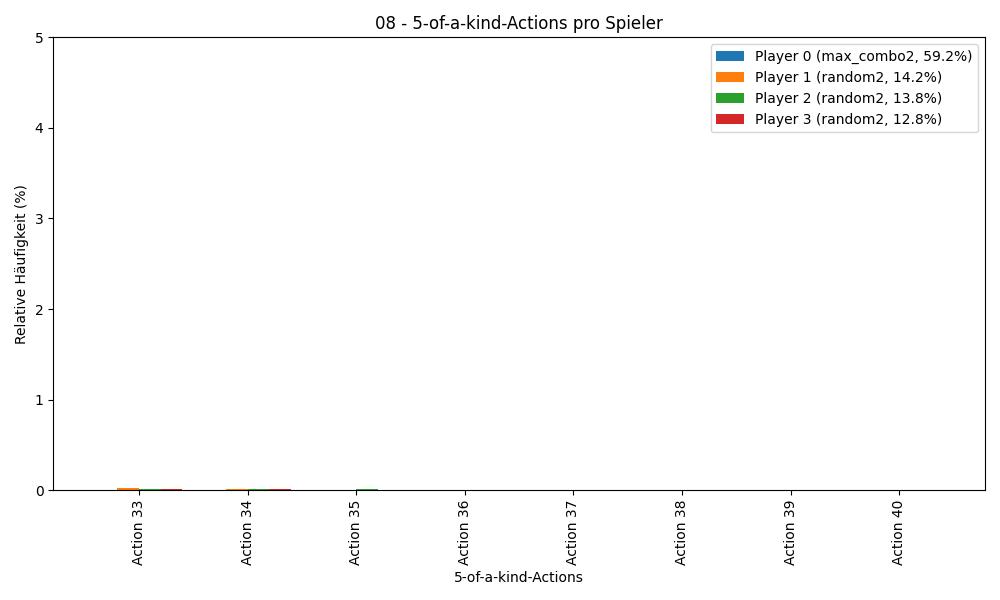 08 - 5-of-a-kind-Actions pro Spieler
Player 0 (max_combo2, 59.2%)
Player 1 (random2, 14.2%)
Player 2 (random2, 13.8%)
Player 3 (random2, 12.8%)
Relative Häufigkeit (%)
5
4
3
2
1
0
Action 33
Action 34
Action 35
Action 36
Action 37
Action 38
Action 39
Action 40
5-of-a-kind-Actions